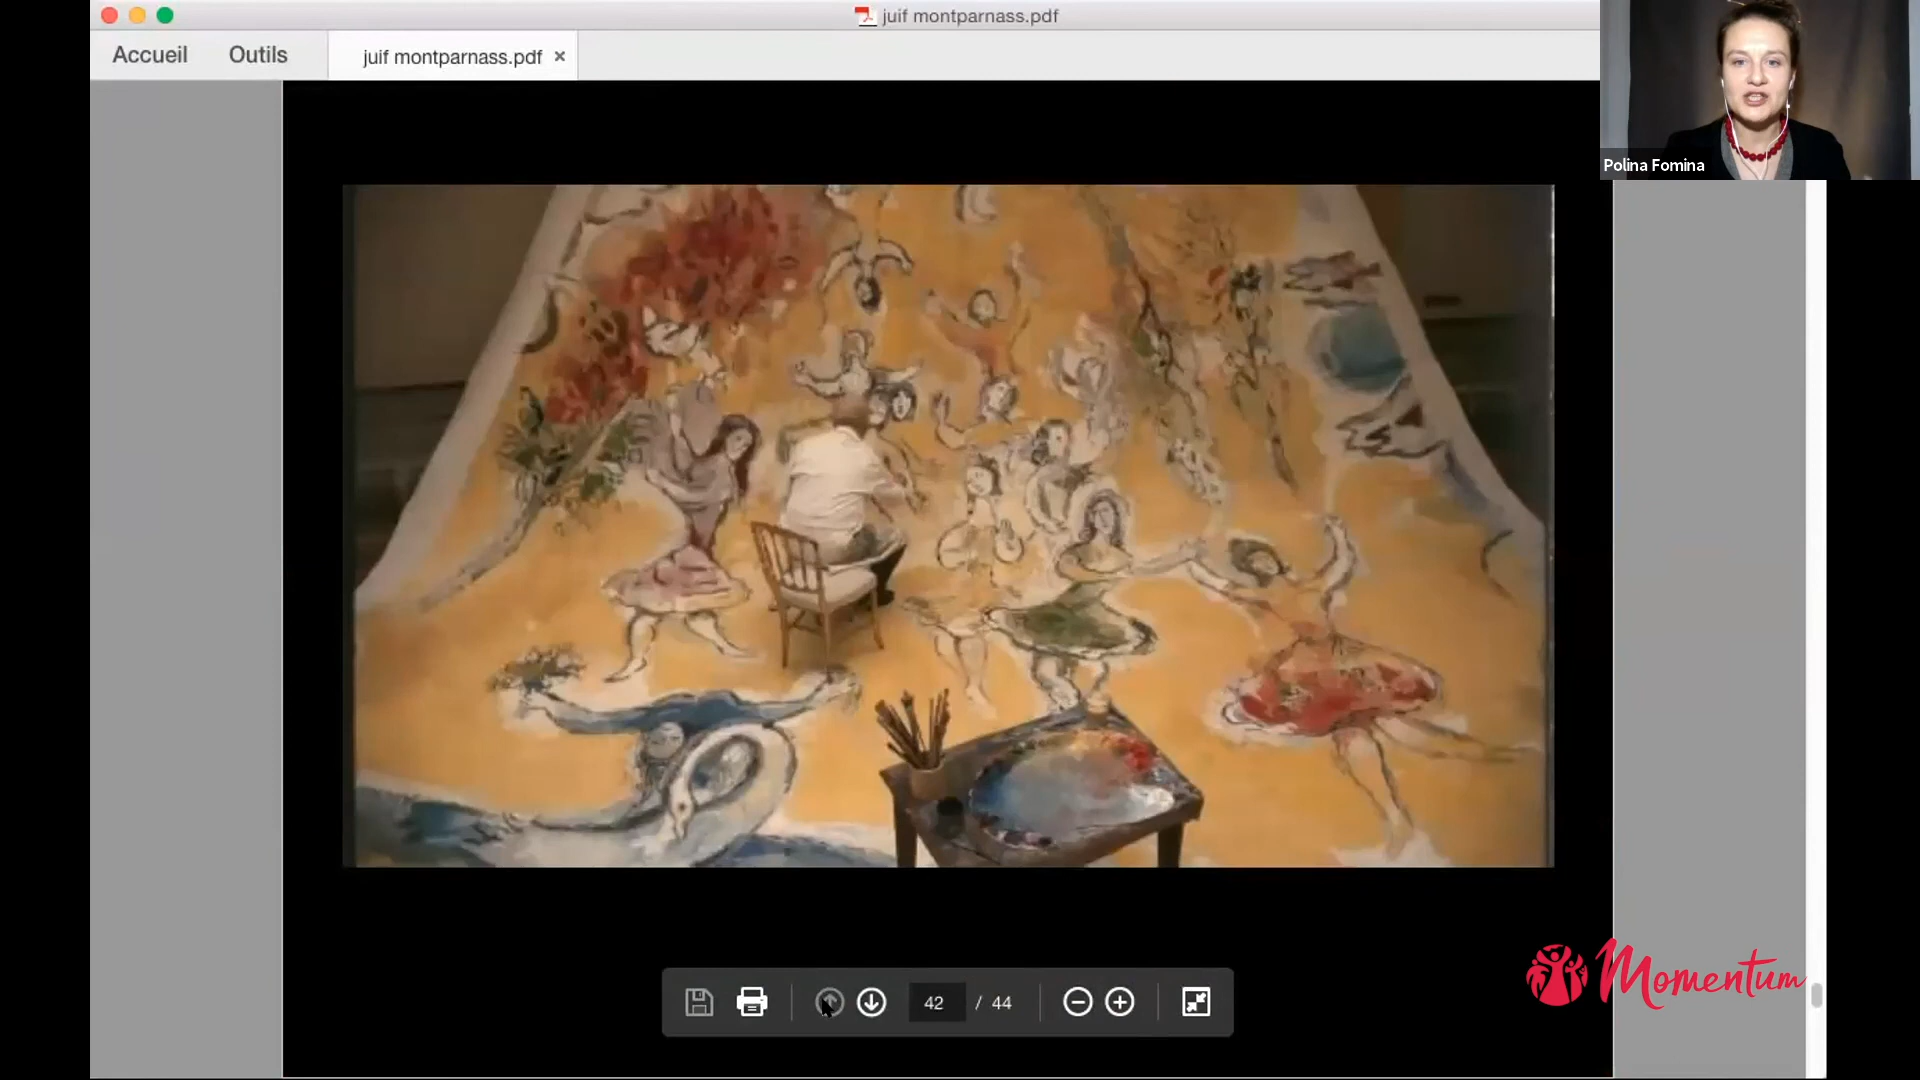 juif montparnass.pdf
Accueil Outils juif montparnass.pdf ×
Polina Fomina
42 / 44
Momentum